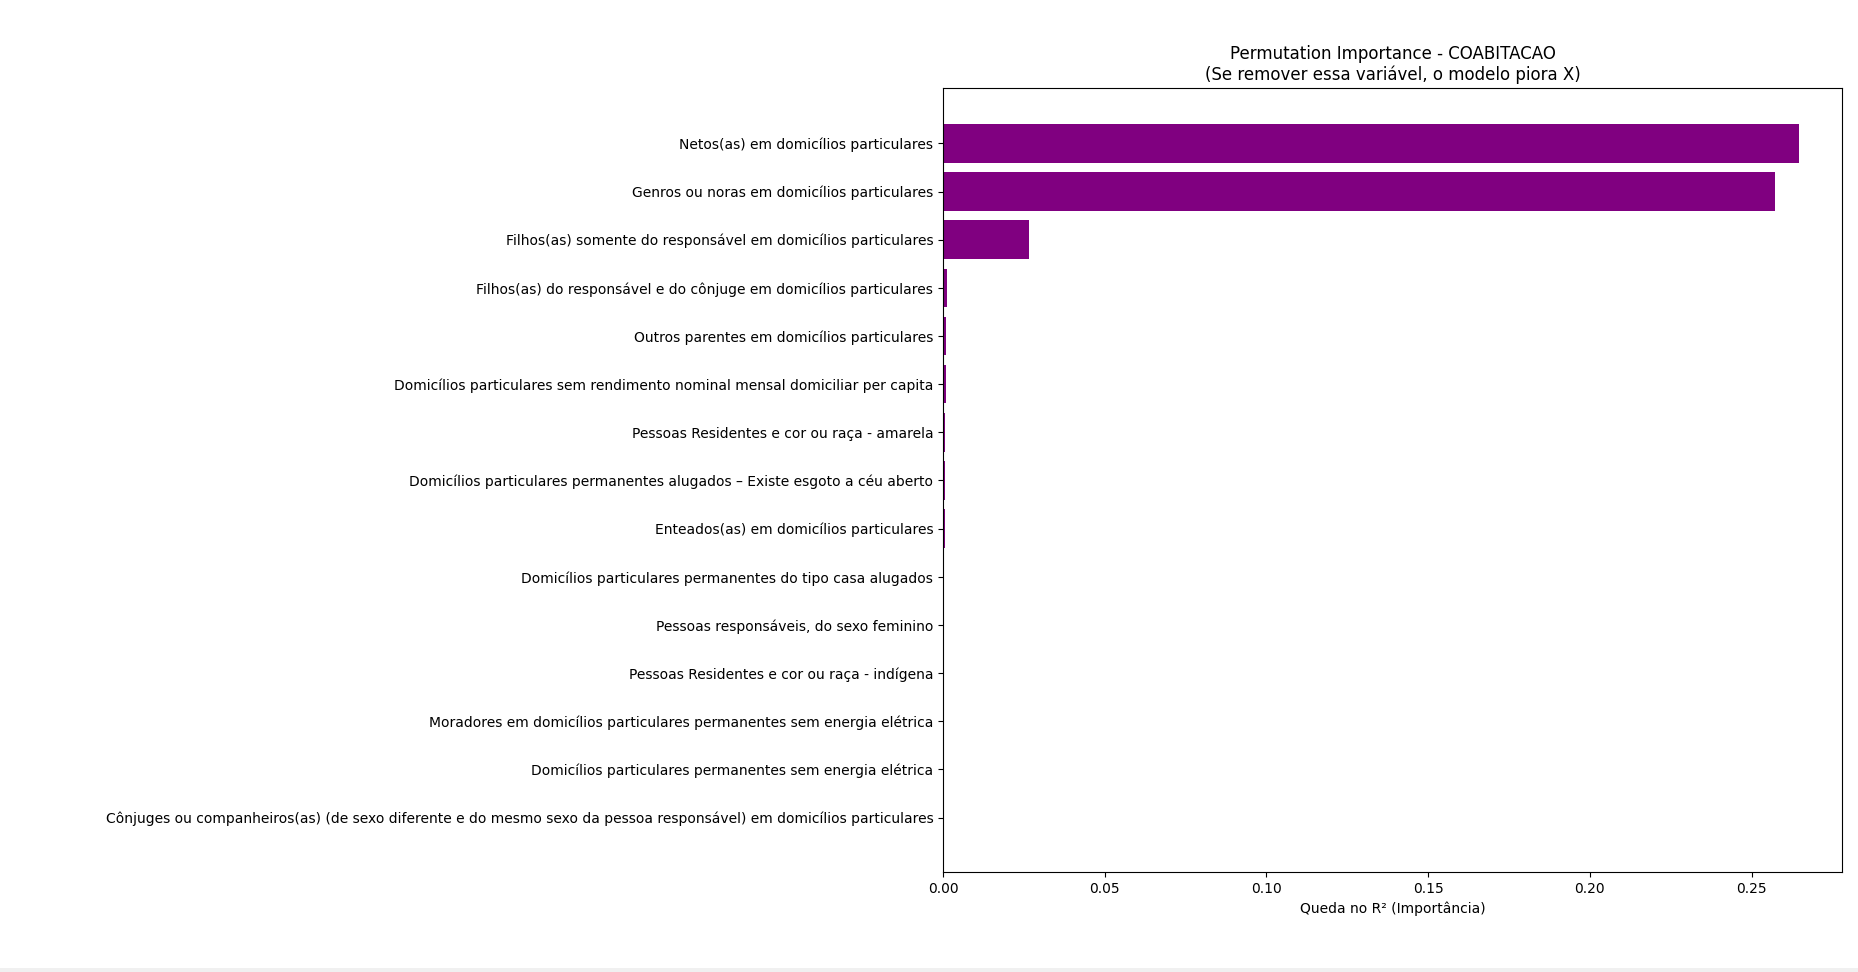 Permutation Importance - COABITACAO
(Se remover essa variável, o modelo piora X)
Netos(as) em domicílios particulares
Genros ou noras em domicílios particulares
Filhos(as) somente do responsável em domicílios particulares
Filhos(as) do responsável e do cônjuge em domicílios particulares
Outros parentes em domicílios particulares
Domicílios particulares sem rendimento nominal mensal domiciliar per capita
Pessoas Residentes e cor ou raça - amarela
Domicílios particulares permanentes alugados – Existe esgoto a céu aberto
Enteados(as) em domicílios particulares
Domicílios particulares permanentes do tipo casa alugados
Pessoas responsáveis, do sexo feminino
Pessoas Residentes e cor ou raça - indígena
Moradores em domicílios particulares permanentes sem energia elétrica
Domicílios particulares permanentes sem energia elétrica
Cônjuges ou companheiros(as) (de sexo diferente e do mesmo sexo da pessoa responsável) em domicílios particulares
0.00 0.05 0.10 0.15 0.20 0.25
Queda no R² (Importância)